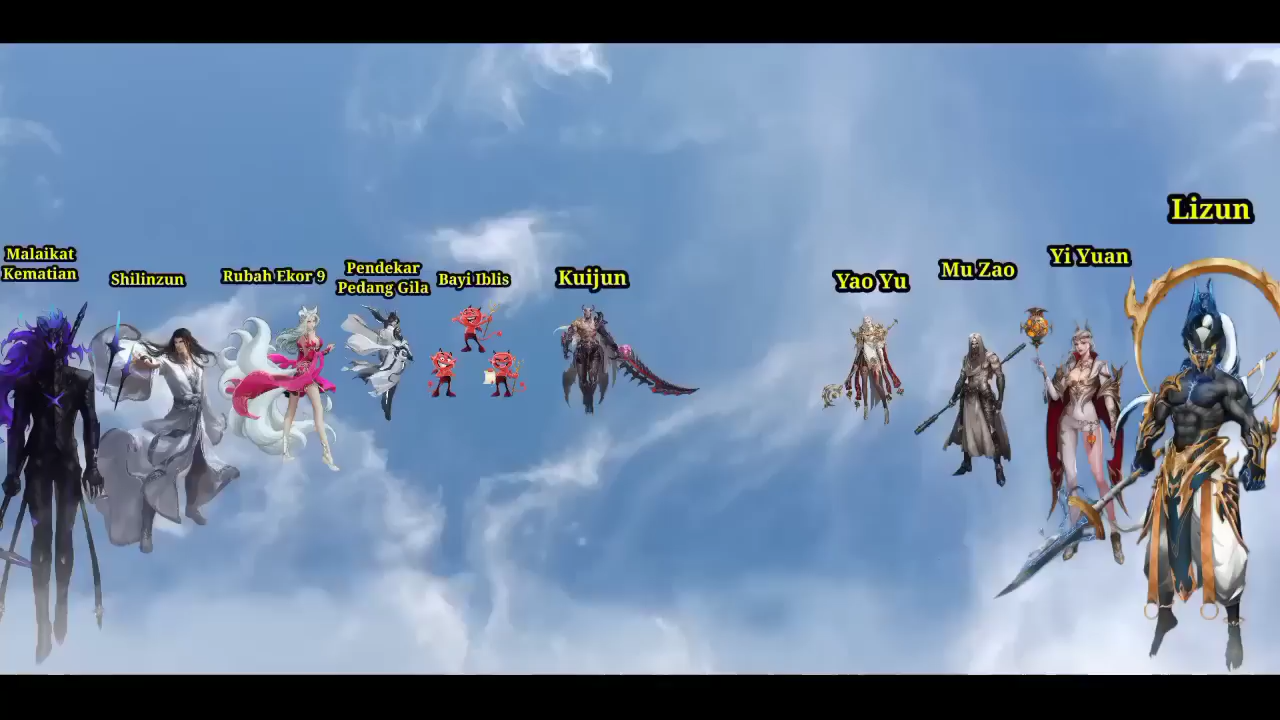 Malaikat
Kematian
Shilinzun
Rubah Ekor 9
Pendekar
Pedang Gila
Bayi Iblis
Kuijun
Yao Yu
Mu Zao
Yi Yuan
Lizun